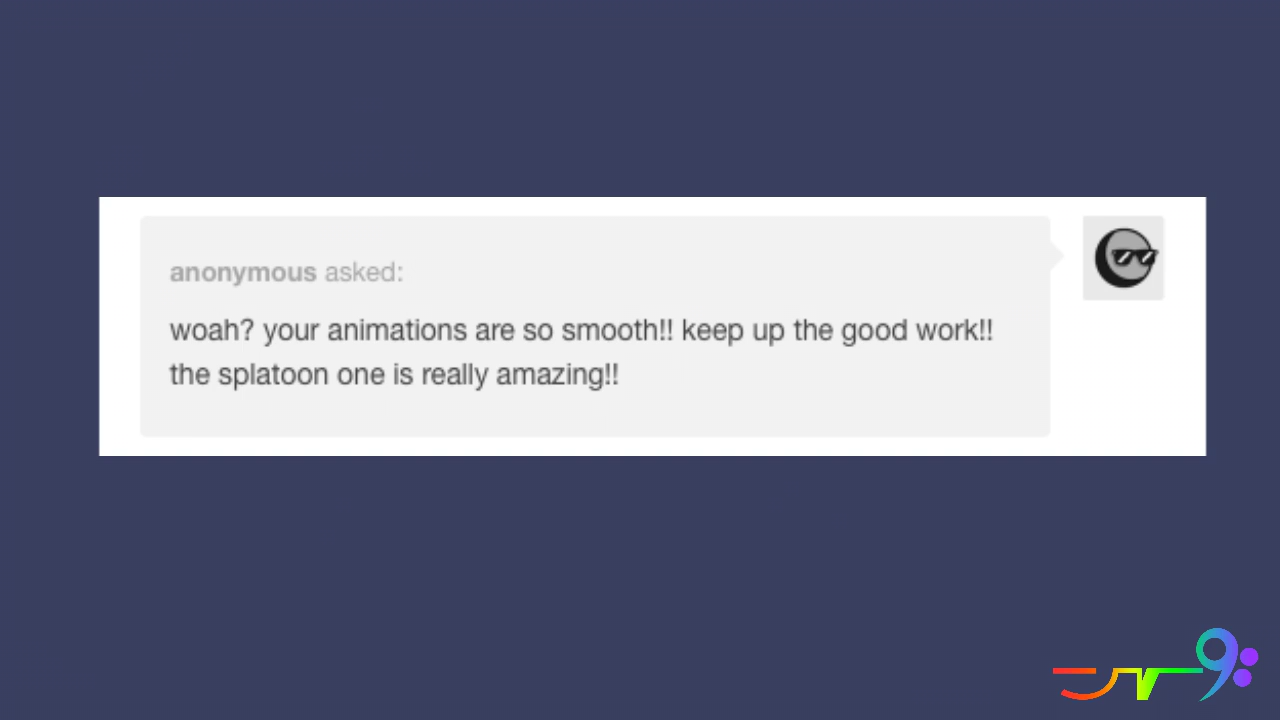 anonymous asked:
woah? your animations are so smooth!! keep up the good work!!
the splatoon one is really amazing!!